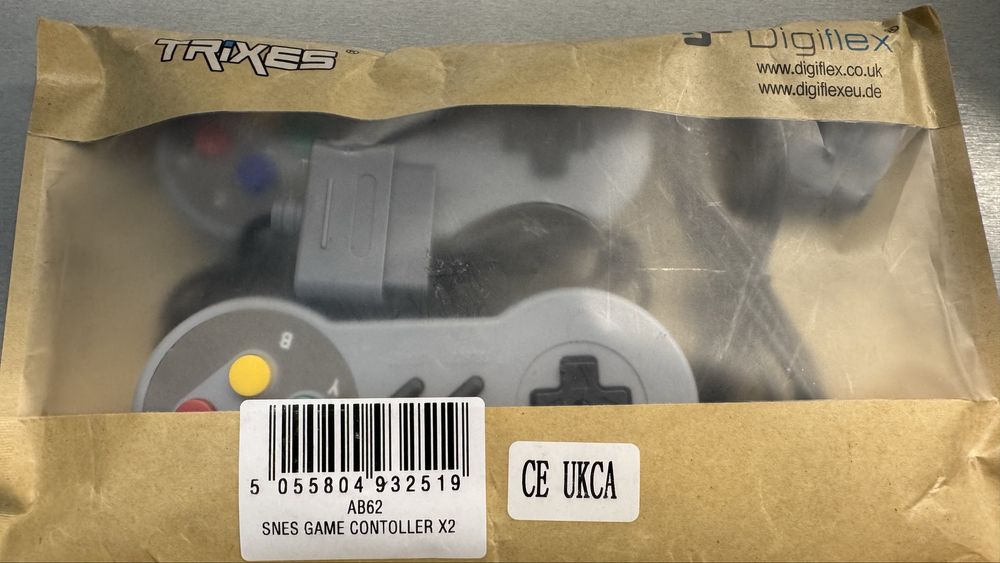 TRiXES
Digiflex
www.digiflex.co.uk
www.digiflexeu.de
B
Y
5 055804 932519
AB62
SNES GAME CONTOLLER X2
CE UKCA